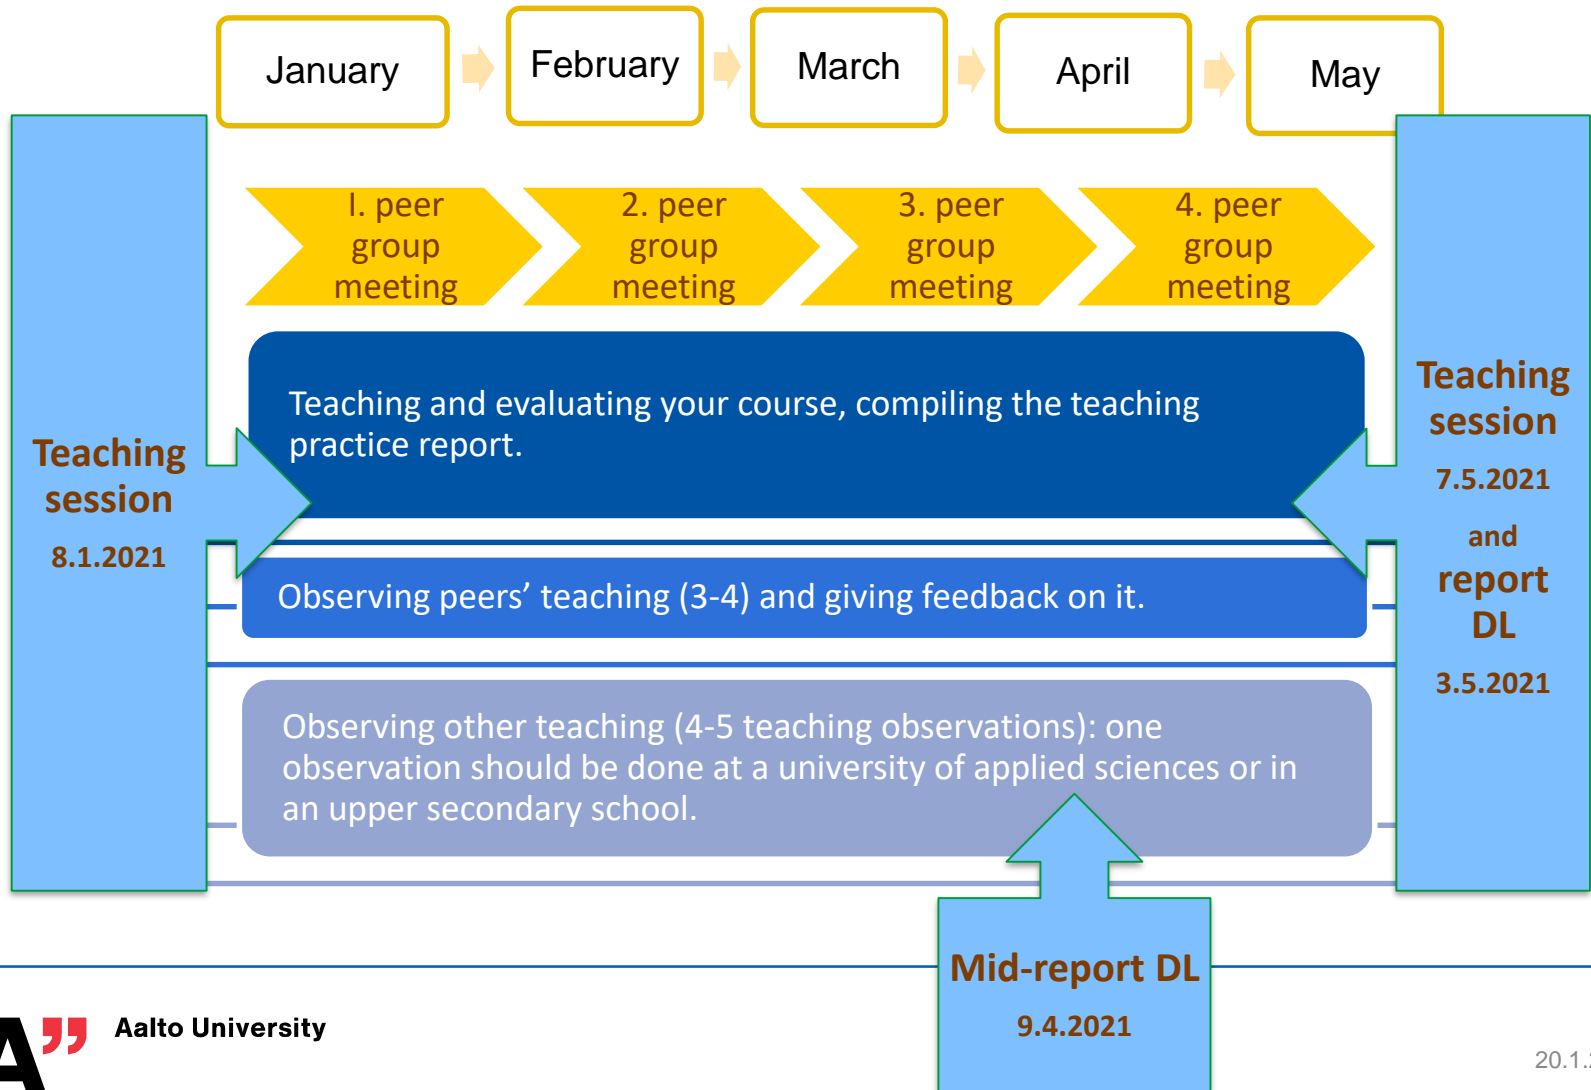 January
February
March
April
May
I. peer
group
meeting
2. peer
group
meeting
3. peer
group
meeting
4. peer
group
meeting
Teaching
session
8.1.2021
Teaching and evaluating your course, compiling the teaching
practice report.
Observing peers’ teaching (3-4) and giving feedback on it.
Observing other teaching (4-5 teaching observations): one
observation should be done at a university of applied sciences or in
an upper secondary school.
Teaching
session
7.5.2021
and
report
DL
3.5.2021
Mid-report DL
9.4.2021
A”
Aalto University
20.1.